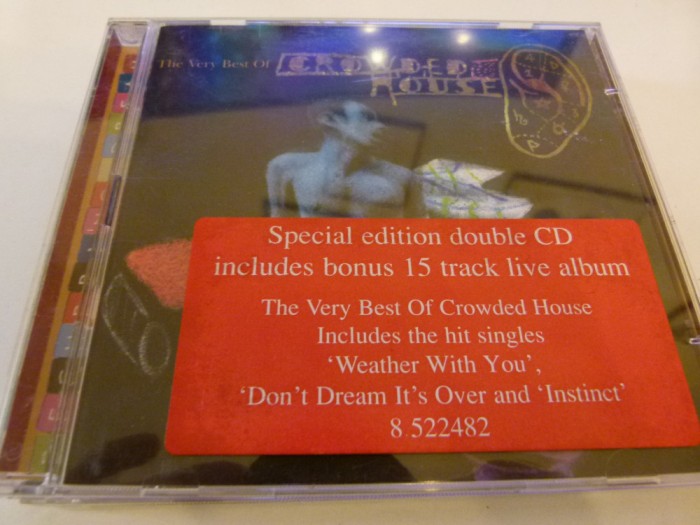 The Very Best Of CROWDED HOUSE
Special edition double CD
includes bonus 15 track live album
The Very Best Of Crowded House
Includes the hit singles
‘Weather With You’,
‘Don’t Dream It’s Over and ‘Instinct’
8 522482